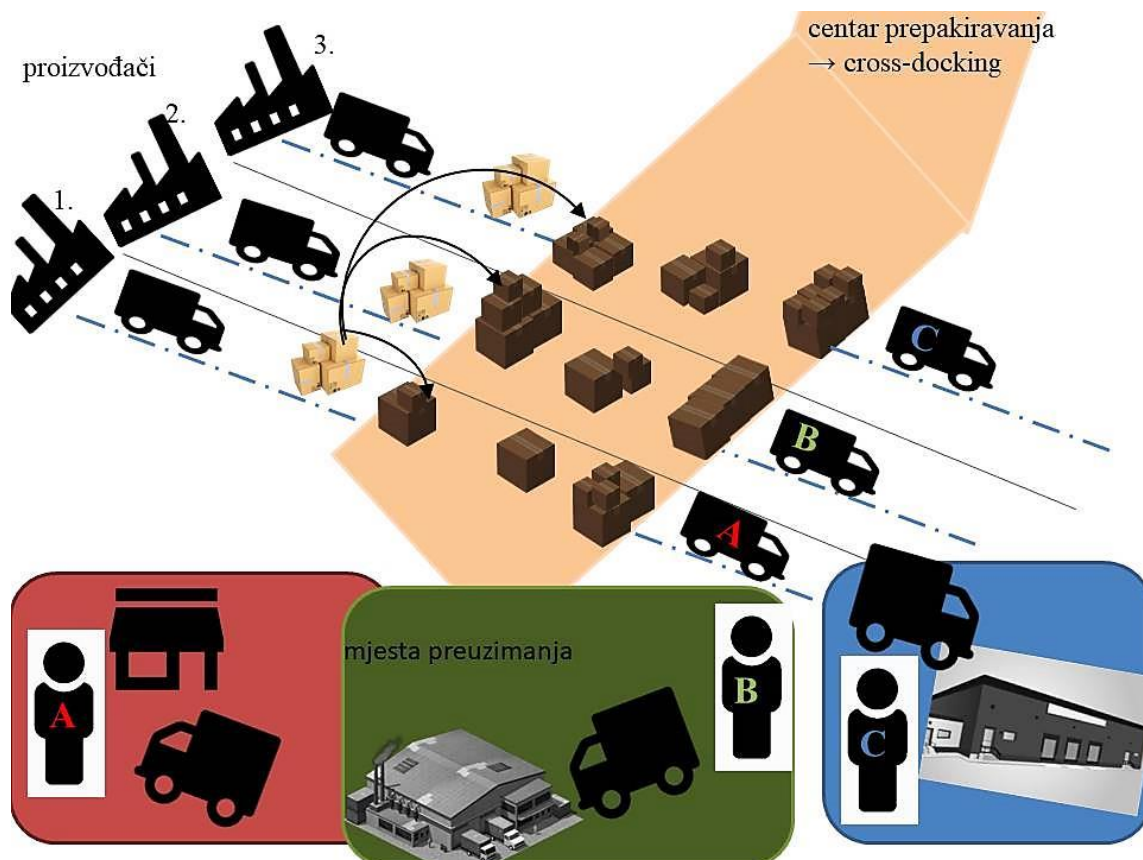 centar prepakiravanja
→ cross-docking
proizvođači
3.
2.
1.
C
B
A
mjesta preuzimanja
A
B
C